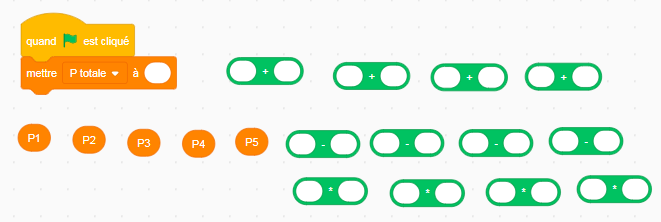 quand est cliqué
mettre P totale à
+ + + +
P1 P2 P3 P4 P5
- - - -
* * * *